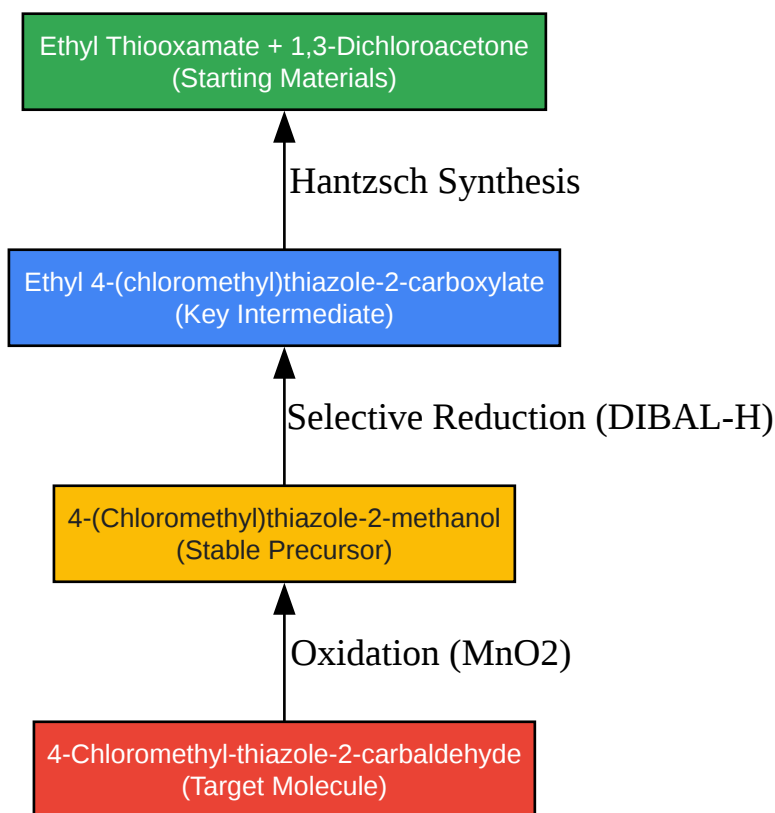 Ethyl Thiooxamate + 1,3-Dichloroacetone
(Starting Materials)
Hantzsch Synthesis
Ethyl 4-(chloromethyl)thiazole-2-carboxylate
(Key Intermediate)
Selective Reduction (DIBAL-H)
4-(Chloromethyl)thiazole-2-methanol
(Stable Precursor)
Oxidation (MnO2)
4-Chloromethyl-thiazole-2-carbaldehyde
(Target Molecule)